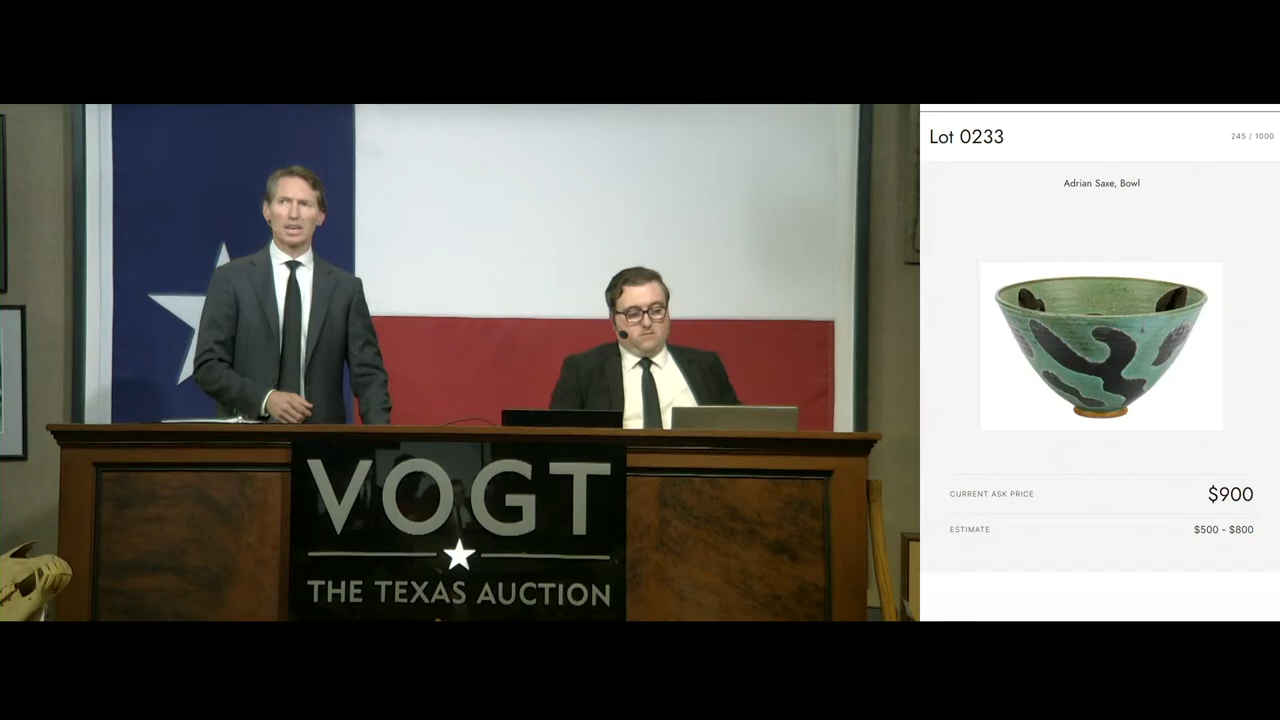 VOGT
THE TEXAS AUCTION
Lot 0233
245 / 1000
Adrian Saxe, Bowl
CURRENT ASK PRICE
$900
ESTIMATE
$500 - $800